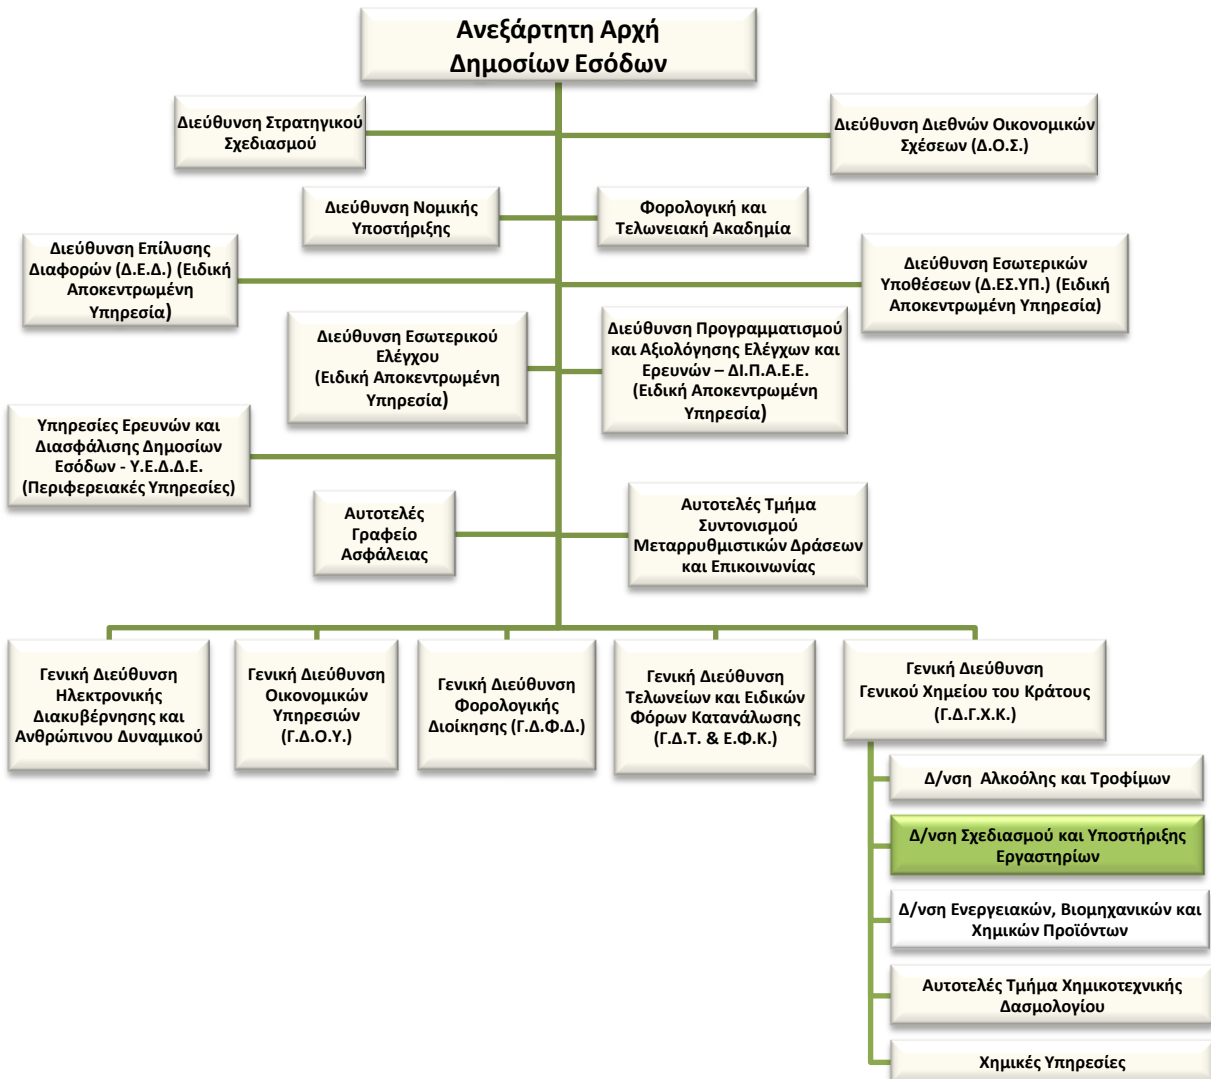 Ανεξάρτητη Αρχή
Δημοσίων Εσόδων
Διεύθυνση Στρατηγικού
Σχεδιασμού
Διεύθυνση Διεθνών Οικονομικών
Σχέσεων (Δ.Ο.Σ.)
Διεύθυνση Νομικής
Υποστήριξης
Φορολογική και
Τελωνειακή Ακαδημία
Διεύθυνση Επίλυσης
Διαφορών (Δ.Ε.Δ.) (Ειδική
Αποκεντρωμένη
Υπηρεσία)
Διεύθυνση Εσωτερικών
Υποθέσεων (Δ.ΕΣ.ΥΠ.) (Ειδική
Αποκεντρωμένη Υπηρεσία)
Διεύθυνση Εσωτερικού
Ελέγχου
(Ειδική Αποκεντρωμένη
Υπηρεσία)
Διεύθυνση Προγραμματισμού
και Αξιολόγησης Ελέγχων και
Ερευνών – ΔΙ.Π.Α.Ε.Ε.
(Ειδική Αποκεντρωμένη
Υπηρεσία)
Υπηρεσίες Ερευνών και
Διασφάλισης Δημοσίων
Εσόδων - Υ.Ε.Δ.Δ.Ε.
(Περιφερειακές Υπηρεσίες)
Αυτοτελές
Γραφείο
Ασφάλειας
Αυτοτελές Τμήμα
Συντονισμού
Μεταρρυθμιστικών Δράσεων
και Επικοινωνίας
Γενική Διεύθυνση
Ηλεκτρονικής
Διακυβέρνησης και
Ανθρώπινου Δυναμικού
Γενική Διεύθυνση
Οικονομικών
Υπηρεσιών
(Γ.Δ.Ο.Υ.)
Γενική Διεύθυνση
Φορολογικής
Διοίκησης (Γ.Δ.Φ.Δ.)
Γενική Διεύθυνση
Τελωνείων και Ειδικών
Φόρων Κατανάλωσης
(Γ.Δ.Τ. & Ε.Φ.Κ.)
Γενική Διεύθυνση
Γενικού Χημείου του Κράτους
(Γ.Δ.Γ.Χ.Κ.)
Δ/νση  Αλκοόλης και Τροφίμων
Δ/νση Σχεδιασμού και Υποστήριξης
Εργαστηρίων
Δ/νση Ενεργειακών, Βιομηχανικών και
Χημικών Προϊόντων
Αυτοτελές Τμήμα Χημικοτεχνικής
Δασμολογίου
Χημικές Υπηρεσίες